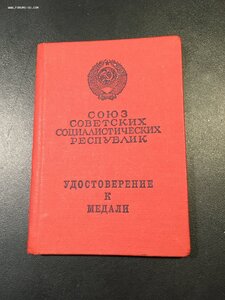 СОЮЗ
СОВЕТСКИХ
СОЦИАЛИСТИЧЕСКИХ
РЕСПУБЛИК
УДОСТОВЕРЕНИЕ
К
МЕДАЛИ